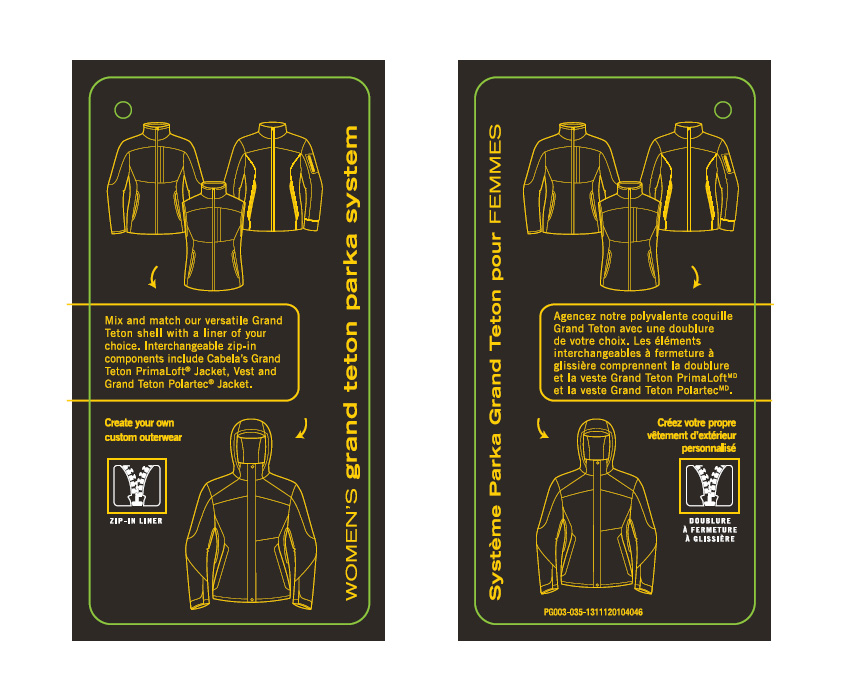 WOMEN'S grand teton parka system
Mix and match our versatile Grand
Teton shell with a liner of your
choice. Interchangeable zip-in
components include Cabela's Grand
Teton PrimaLoft® Jacket, Vest and
Grand Teton Polartec® Jacket.
Create your own
custom outerwear
ZIP-IN LINER
Système Parka Grand Teton pour FEMMES
Agencez notre polyvalente coquille
Grand Teton avec une doublure
de votre choix. Les éléments
interchangeables à fermeture à
glissière comprennent la doublure
et la veste Grand Teton PrimaLoftᴹᴰ
et la veste Grand Teton Polartecᴹᴰ.
Créez votre propre
vêtement d'extérieur
personnalisé
DOUBLURE
À FERMETURE
À GLISSIÈRE
PG003-035-1311120104046